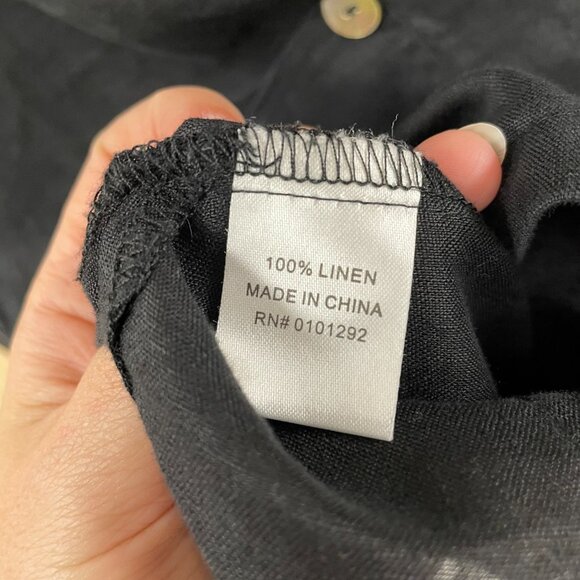 100% LINEN
MADE IN CHINA
RN# 0101292